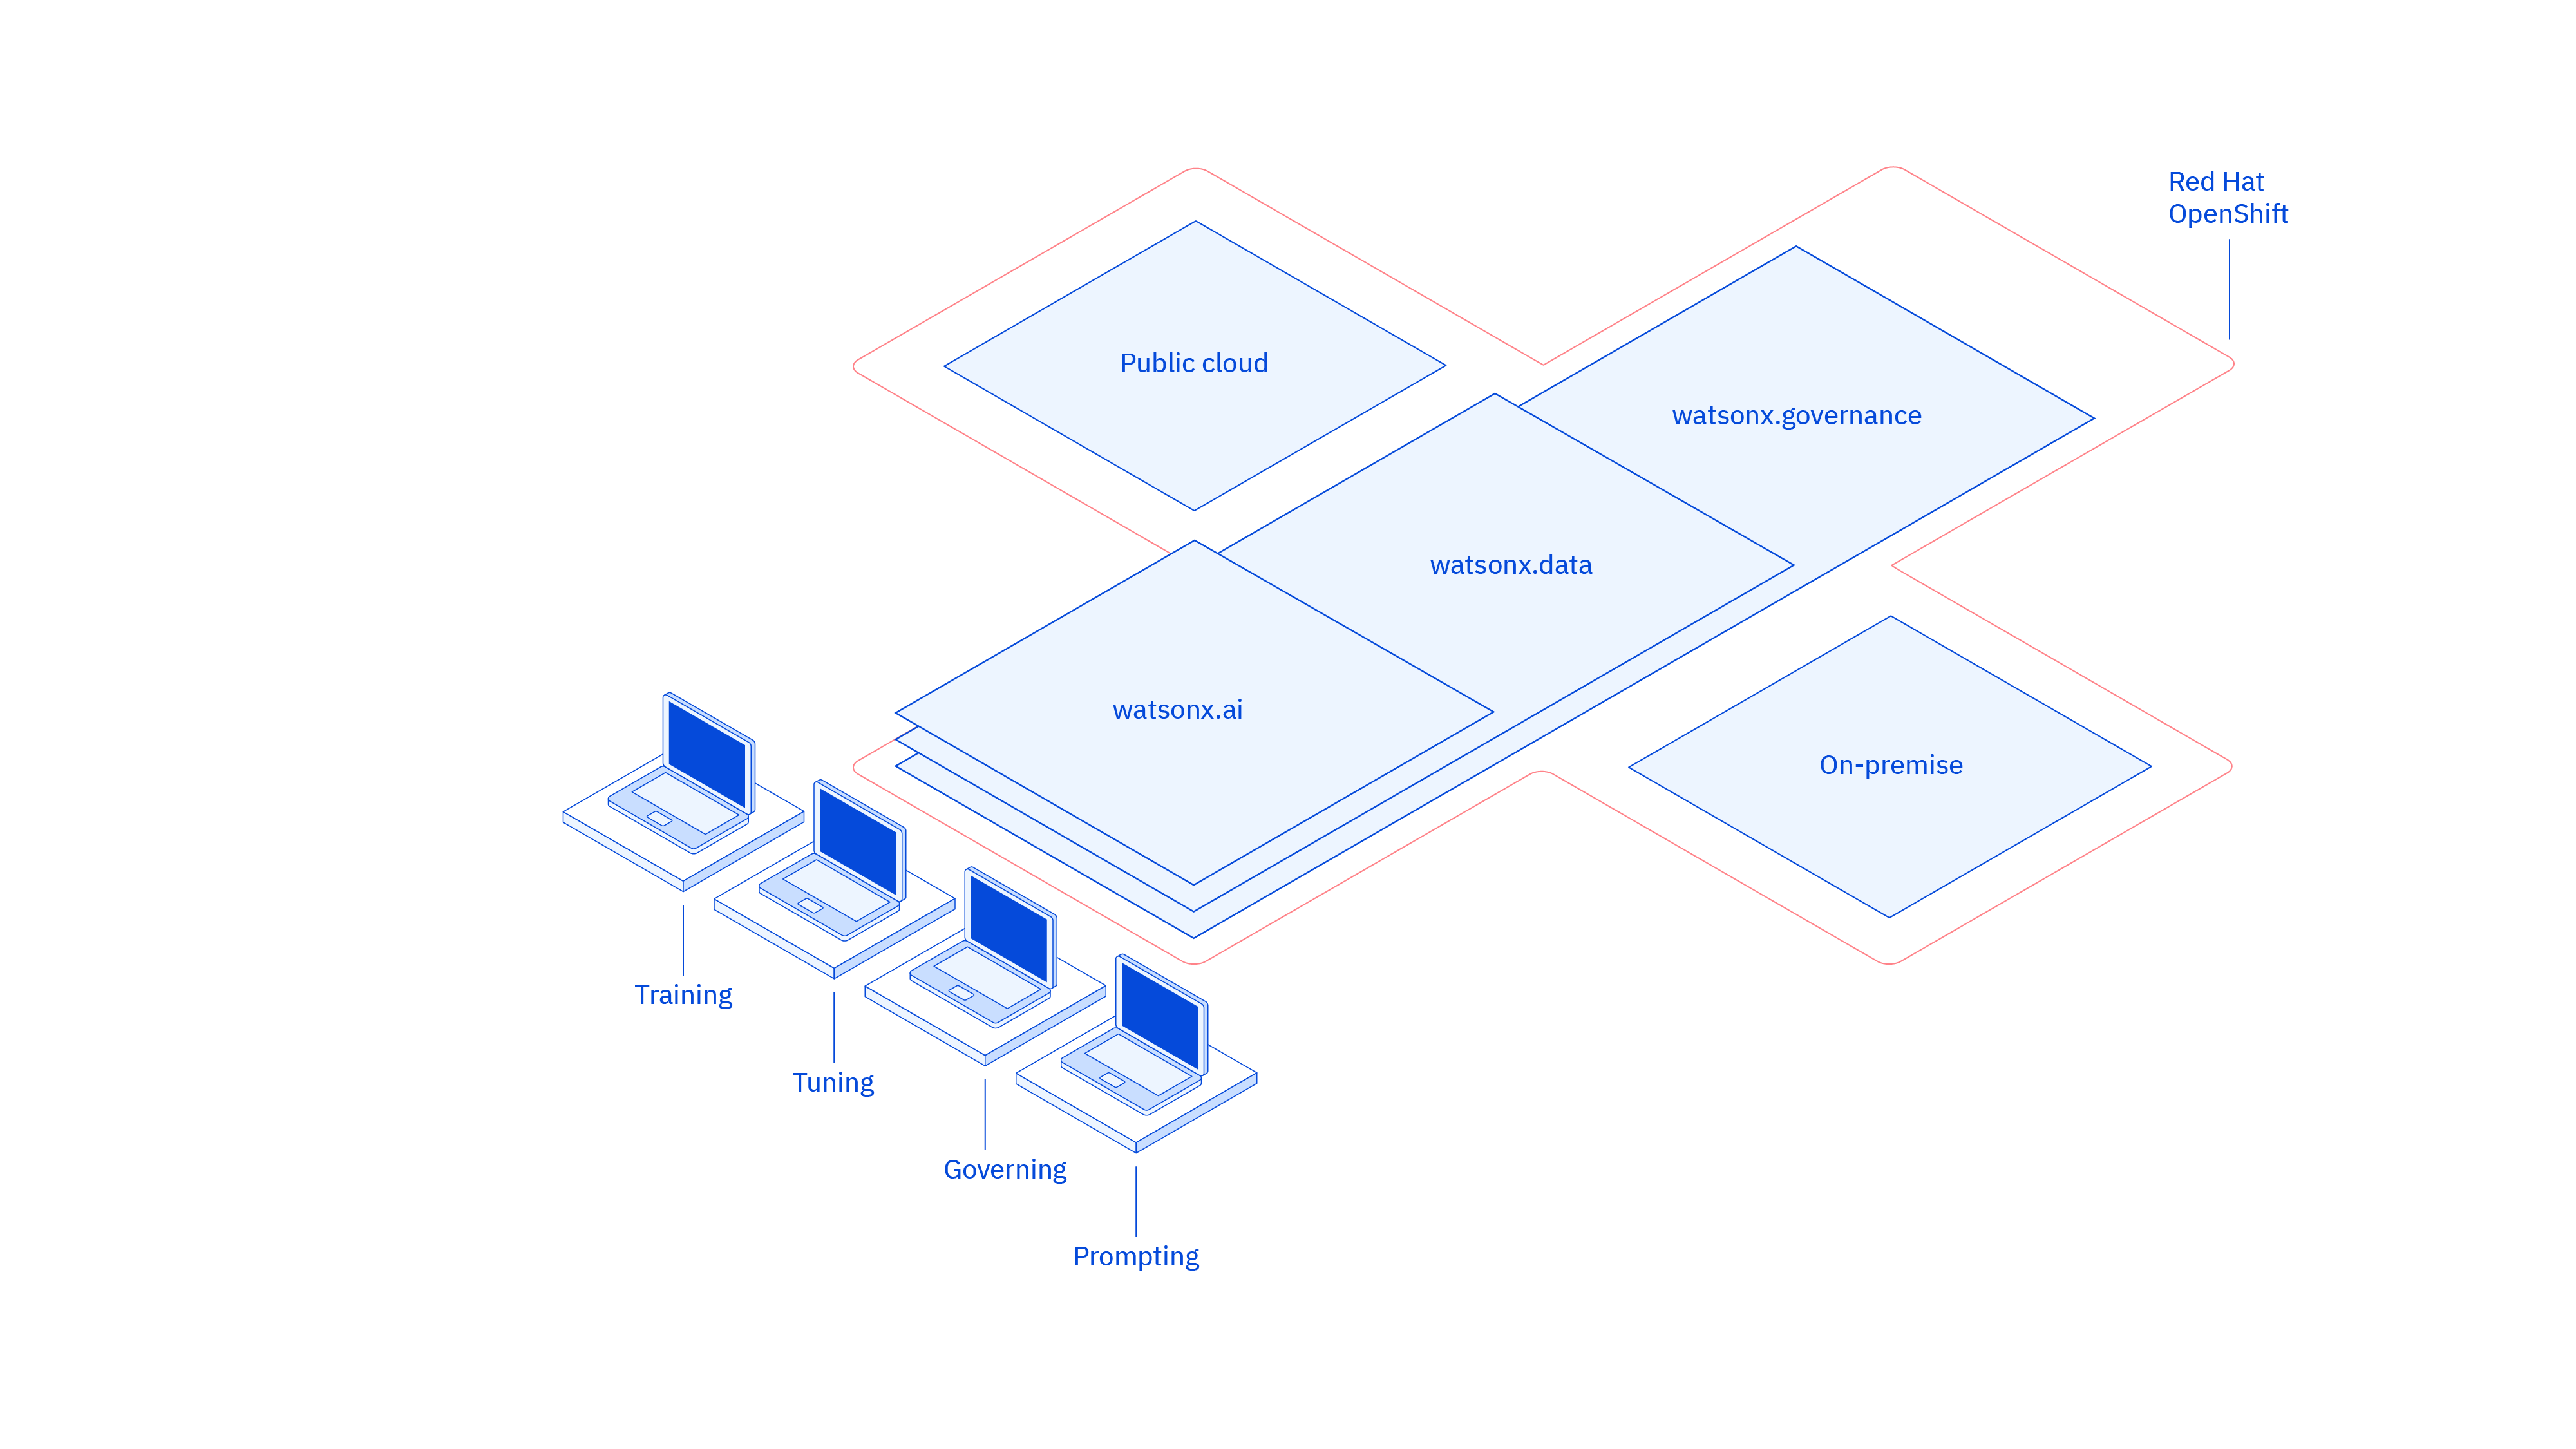 Red Hat
OpenShift
Public cloud
watsonx.governance
watsonx.data
watsonx.ai
On-premise
Training
Tuning
Governing
Prompting